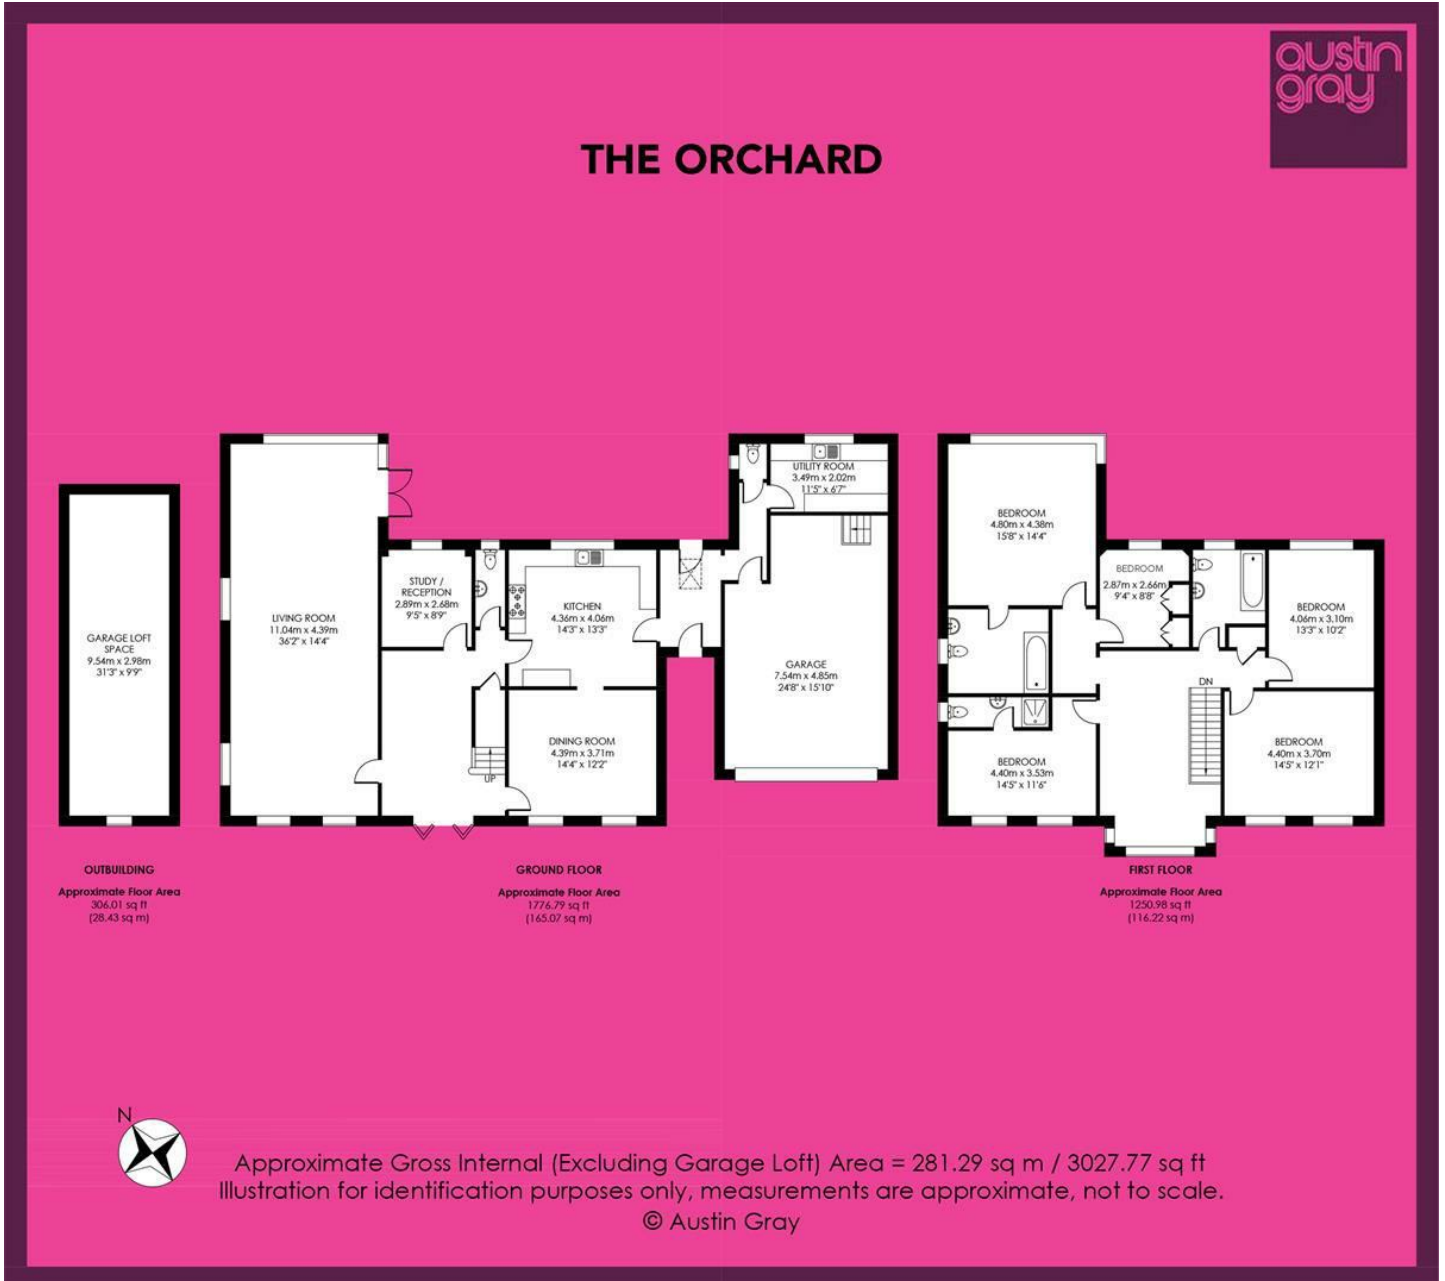 austin
gray
THE ORCHARD
GARAGE LOFT
SPACE
9.54m x 2.98m
31'3" x 9'9"
OUTBUILDING
Approximate Floor Area
306.01 sq ft
(28.43 sq m)
LIVING ROOM
11.04m x 4.39m
36'2" x 14'4"
STUDY /
RECEPTION
2.89m x 2.68m
9'5" x 8'9"
KITCHEN
4.36m x 4.06m
14'3" x 13'3"
DINING ROOM
4.39m x 3.71m
14'4" x 12'2"
UP
UTILITY ROOM
3.49m x 2.02m
11'5" x 6'7"
GARAGE
7.54m x 4.85m
24'8" x 15'10"
GROUND FLOOR
Approximate Floor Area
1776.79 sq ft
(165.07 sq m)
BEDROOM
4.80m x 4.38m
15'8" x 14'4"
BEDROOM
2.87m x 2.66m
9'4" x 8'8"
BEDROOM
4.06m x 3.10m
13'3" x 10'2"
DN
BEDROOM
4.40m x 3.53m
14'5" x 11'6"
BEDROOM
4.40m x 3.70m
14'5" x 12'1"
FIRST FLOOR
Approximate Floor Area
1250.98 sq ft
(116.22 sq m)
N
Approximate Gross Internal (Excluding Garage Loft) Area = 281.29 sq m / 3027.77 sq ft
Illustration for identification purposes only, measurements are approximate, not to scale.
© Austin Gray